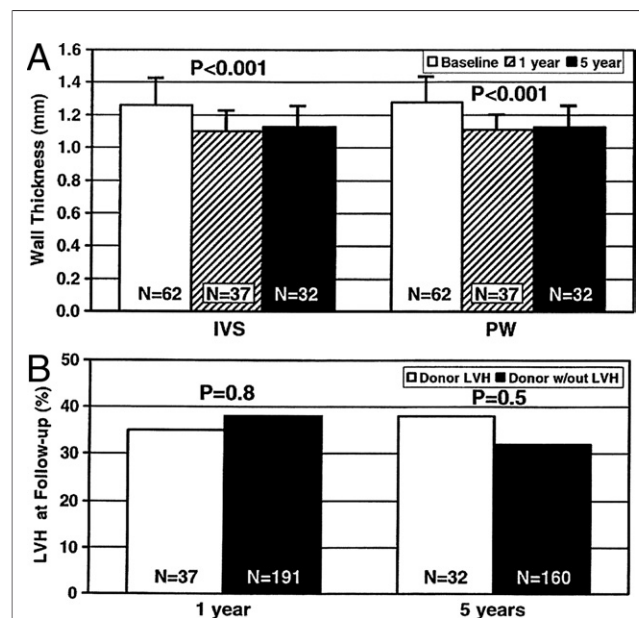 A
1.6
1.4
1.2
1.0
0.8
0.6
0.4
0.2
0.0
Wall Thickness (mm)
Baseline 1 year 5 year
P<0.001
P<0.001
N=62 N=37 N=32 N=62 N=37 N=32
IVS PW
B
50
40
30
20
10
0
LVH at Follow-up (%)
Donor LVH Donor w/out LVH
P=0.8 P=0.5
N=37 N=191 N=32 N=160
1 year 5 years